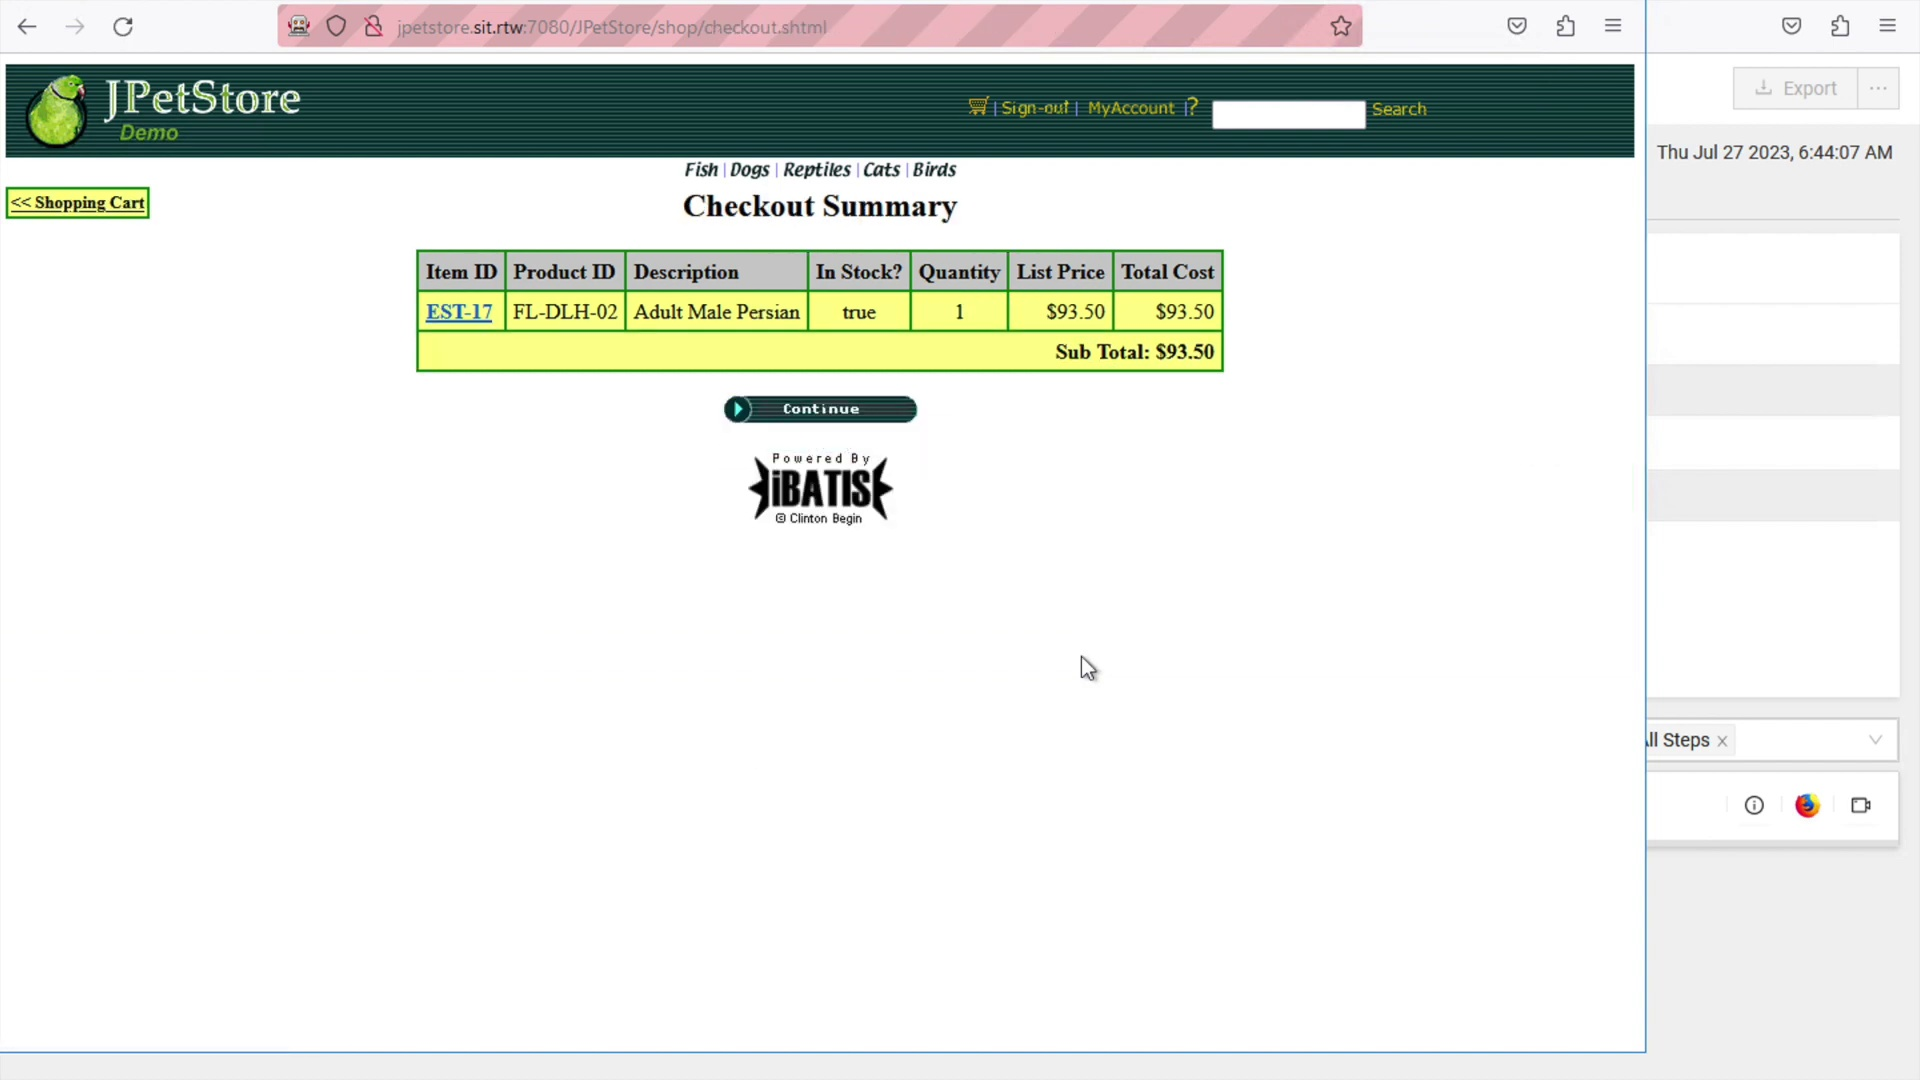 jpetstore.sit.rtw:7080/JPetStore/shop/checkout.shtml
Export
JPetStore
Demo
| Sign-out | MyAccount | ?
Search
Thu Jul 27 2023, 6:44:07 AM
Fish | Dogs | Reptiles | Cats | Birds
<< Shopping Cart
Checkout Summary
Item ID Product ID Description In Stock? Quantity List Price Total Cost
EST-17 FL-DLH-02 Adult Male Persian true 1 $93.50 $93.50
Sub Total: $93.50
Continue
Powered By
iBATIS
© Clinton Begin
ll Steps